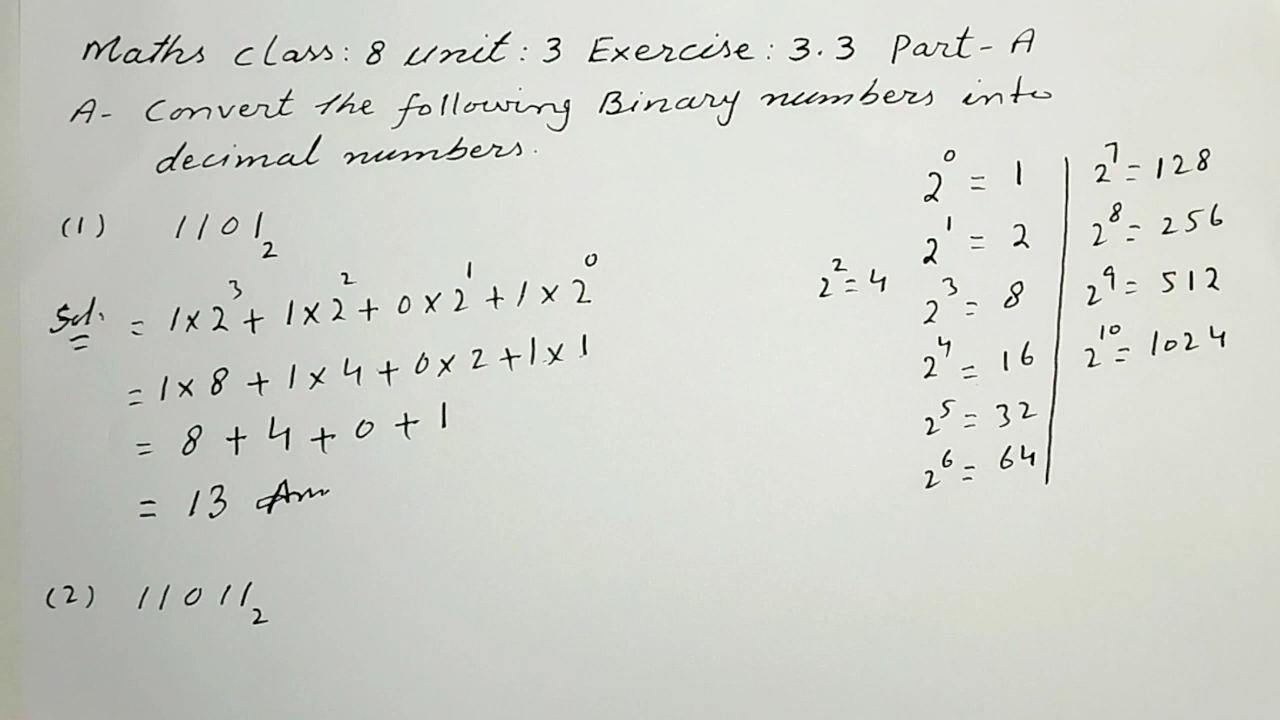 Maths class: 8 unit: 3 Exercise: 3.3 Part-A
A- Convert the following Binary numbers into
decimal numbers.
(1) 1101₂
Sol. = 1×2³ + 1×2² + 0×2¹ + 1×2⁰
= 1×8 + 1×4 + 0×2 + 1×1
= 8 + 4 + 0 + 1
= 13 Ans
(2) 11011₂
2⁰ = 1
2¹ = 2
2² = 4
2³ = 8
2⁴ = 16
2⁵ = 32
2⁶ = 64
2⁷ = 128
2⁸ = 256
2⁹ = 512
2¹⁰ = 1024